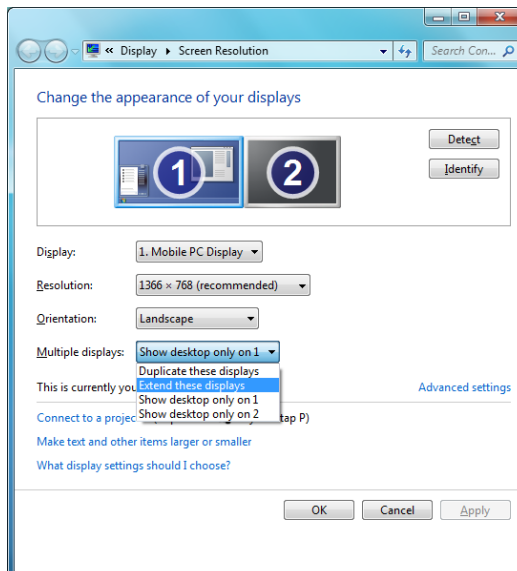 « Display ▸ Screen Resolution Search Con...
Change the appearance of your displays
1 2
Detect
Identify
Display: 1. Mobile PC Display
Resolution: 1366 × 768 (recommended)
Orientation: Landscape
Multiple displays: Show desktop only on 1
Duplicate these displays
Extend these displays
Show desktop only on 1
Show desktop only on 2
This is currently you Advanced settings
Connect to a projec tap P)
Make text and other items larger or smaller
What display settings should I choose?
OK Cancel Apply